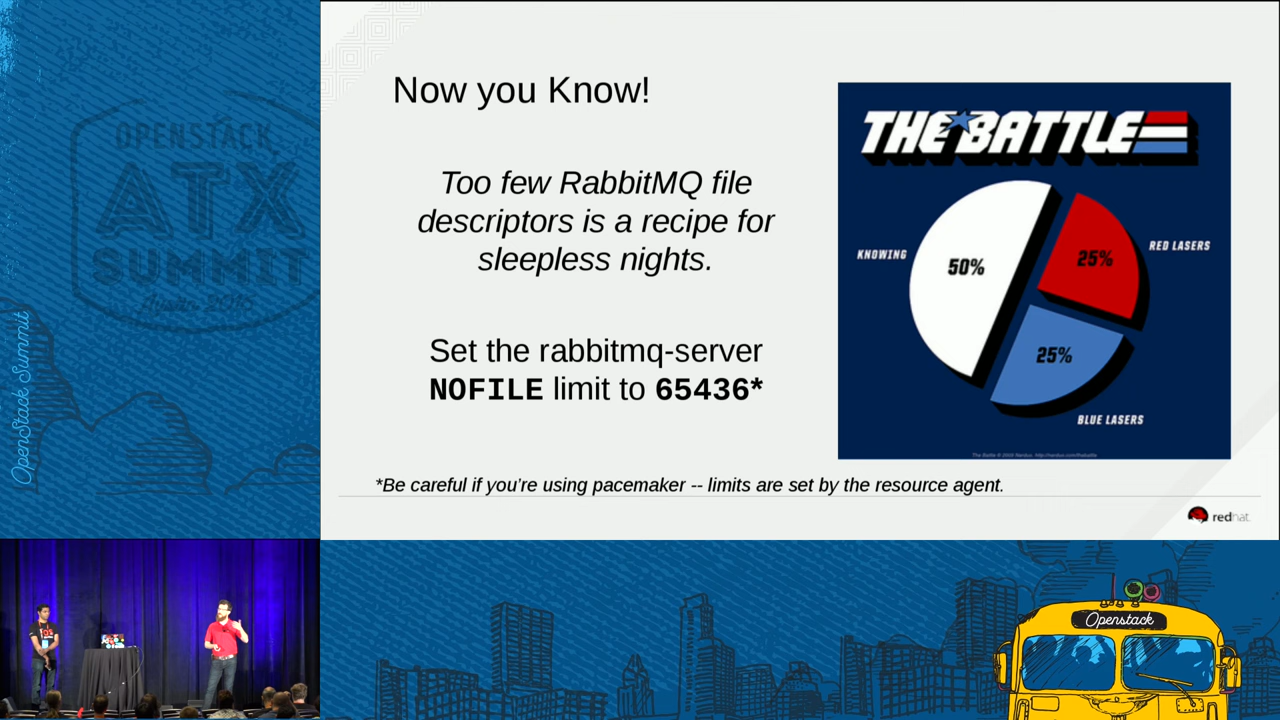 OPENSTACK
ATX
SUMMIT
Austin 2016
OpenStack Summit
Now you Know!
Too few RabbitMQ file
descriptors is a recipe for
sleepless nights.
Set the rabbitmq-server
NOFILE limit to 65436*
*Be careful if you're using pacemaker -- limits are set by the resource agent.
THE BATTLE
KNOWING
50%
25%
RED LASERS
25%
BLUE LASERS
redhat.
Openstack